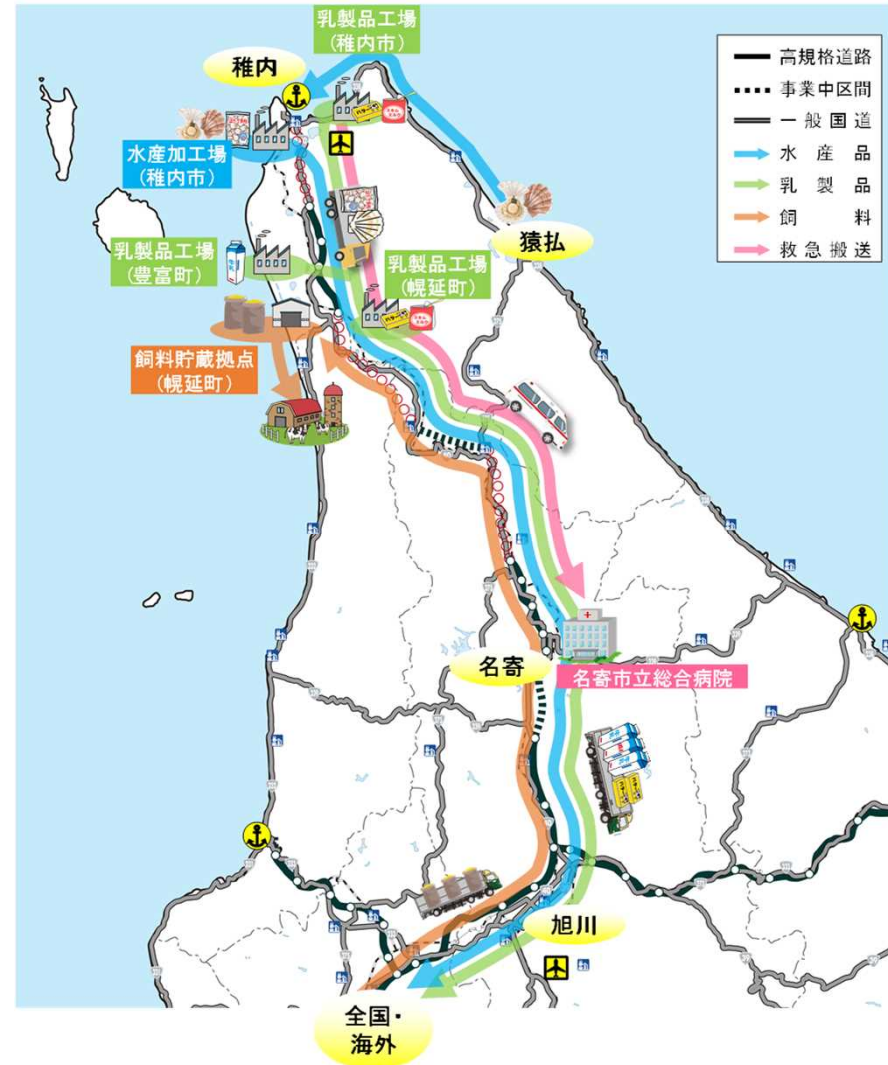 乳製品工場
(稚内市)
稚内
高規格道路
事業中区間
一般国道
水産品
乳製品
飼料
救急搬送
水産加工場
(稚内市)
猿払
乳製品工場
(豊富町)
乳製品工場
(幌延町)
飼料貯蔵拠点
(幌延町)
名寄
名寄市立総合病院
旭川
全国・
海外